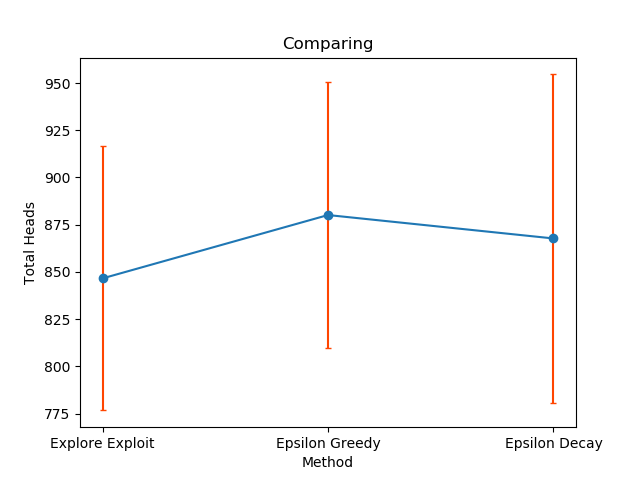 Comparing
950
925
900
875
850
825
800
775
Total Heads
Explore Exploit
Epsilon Greedy
Epsilon Decay
Method